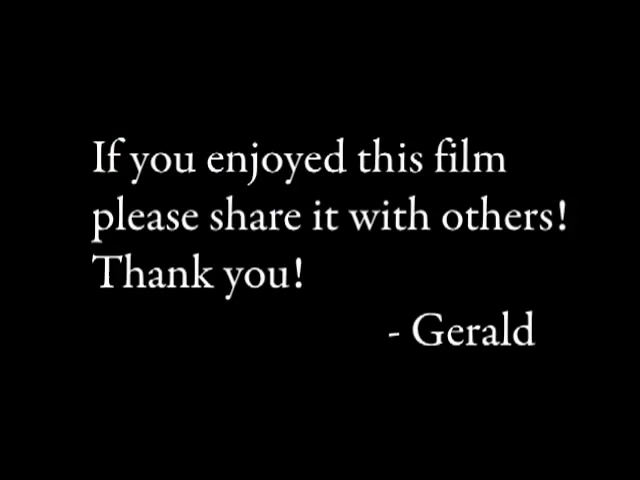 If you enjoyed this film
please share it with others!
Thank you!
- Gerald